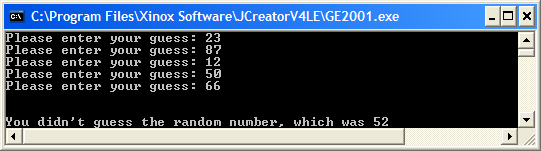 C:\Program Files\Xinox Software\JCreatorV4LE\GE2001.exe
Please enter your guess: 23
Please enter your guess: 87
Please enter your guess: 12
Please enter your guess: 50
Please enter your guess: 66
You didn't guess the random number, which was 52